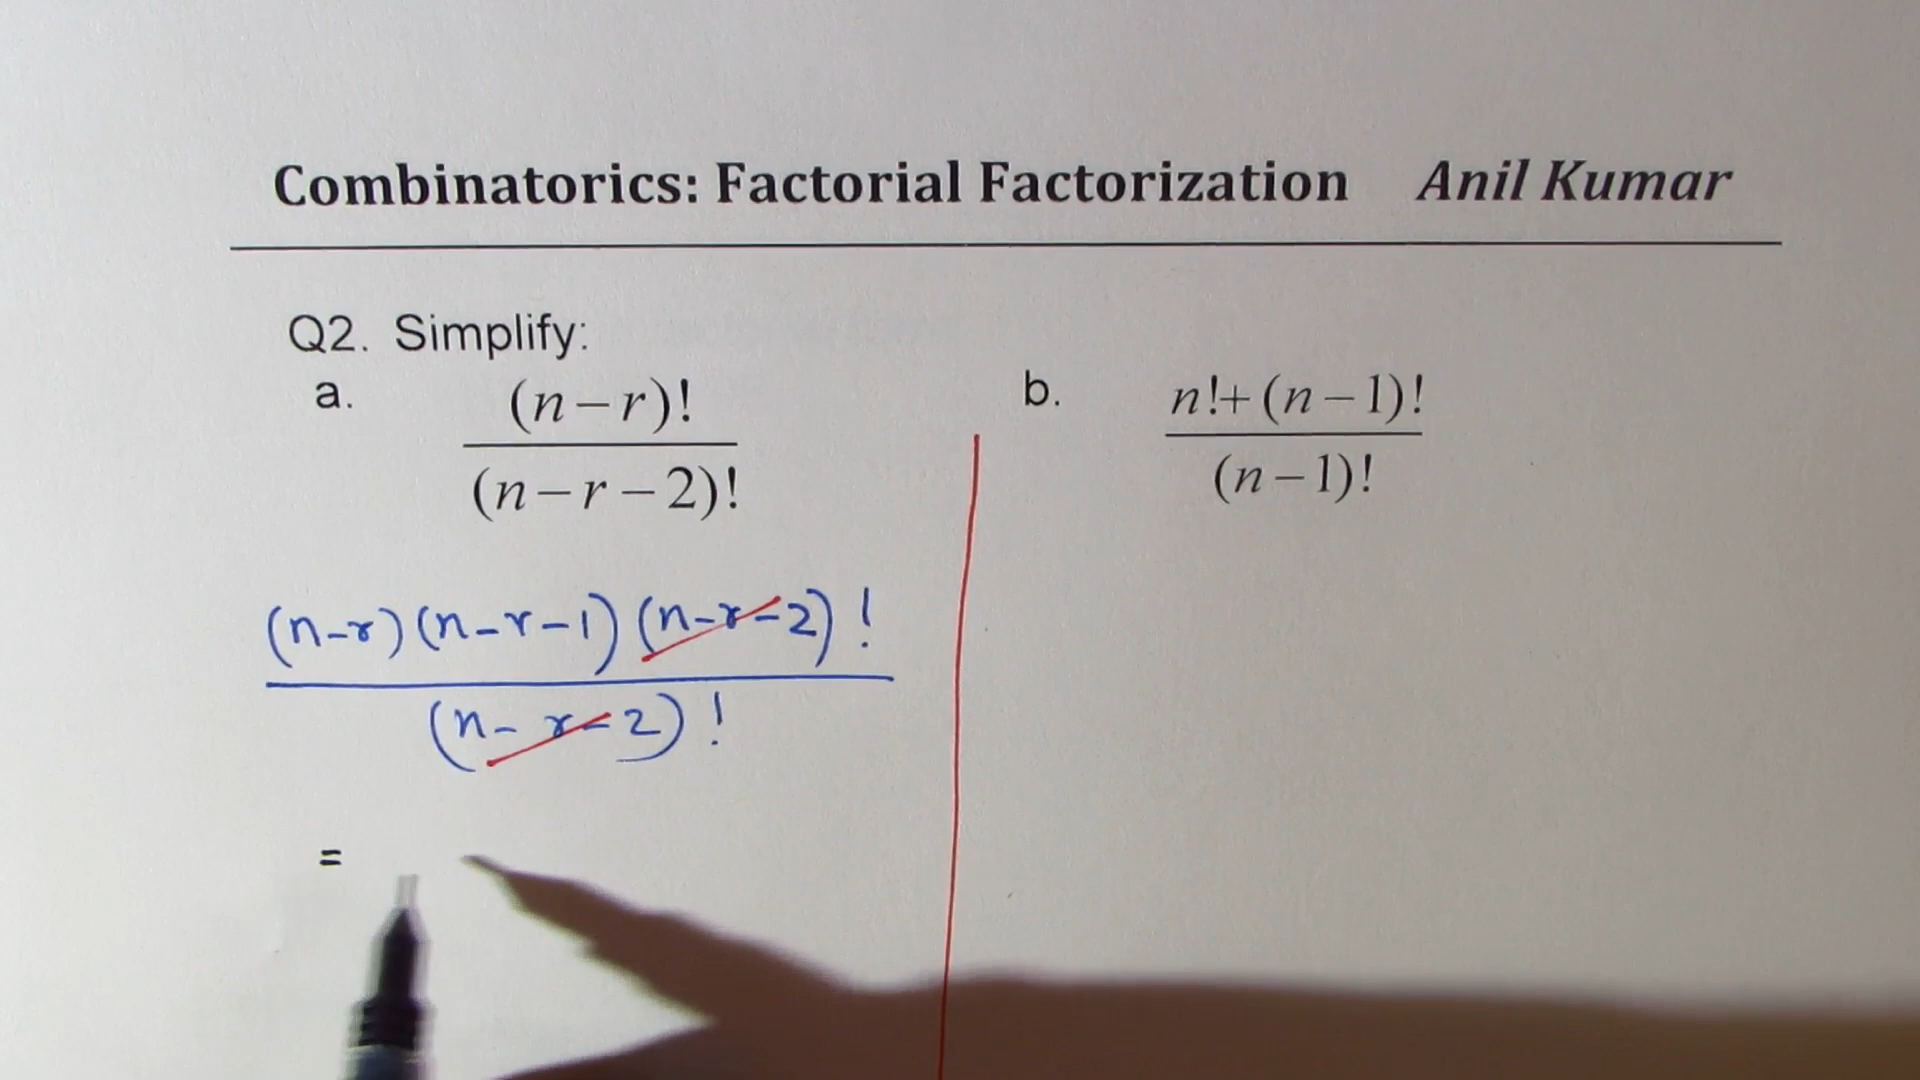 Combinatorics: Factorial Factorization Anil Kumar
Q2. Simplify:
a. (n-r)!
(n-r-2)!
b. n!+(n-1)!
(n-1)!
(n-r)(n-r-1)(n-r-2)!
(n-r-2)!
=